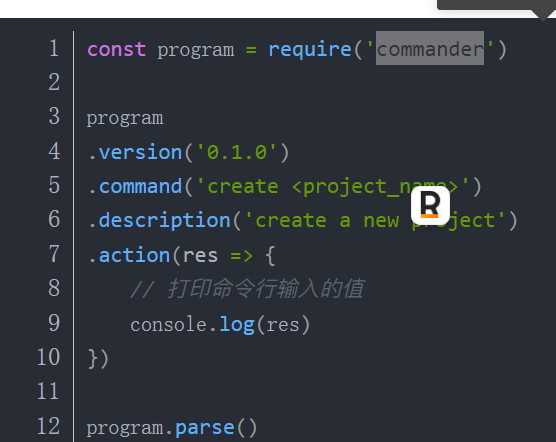 1 const program = require('commander')
2
3 program
4 .version('0.1.0')
5 .command('create <project_name>')
6 .description('create a new project')
7 .action(res => {
8 // 打印命令行输入的值
9 console.log(res)
10 })
11
12 program.parse()
R